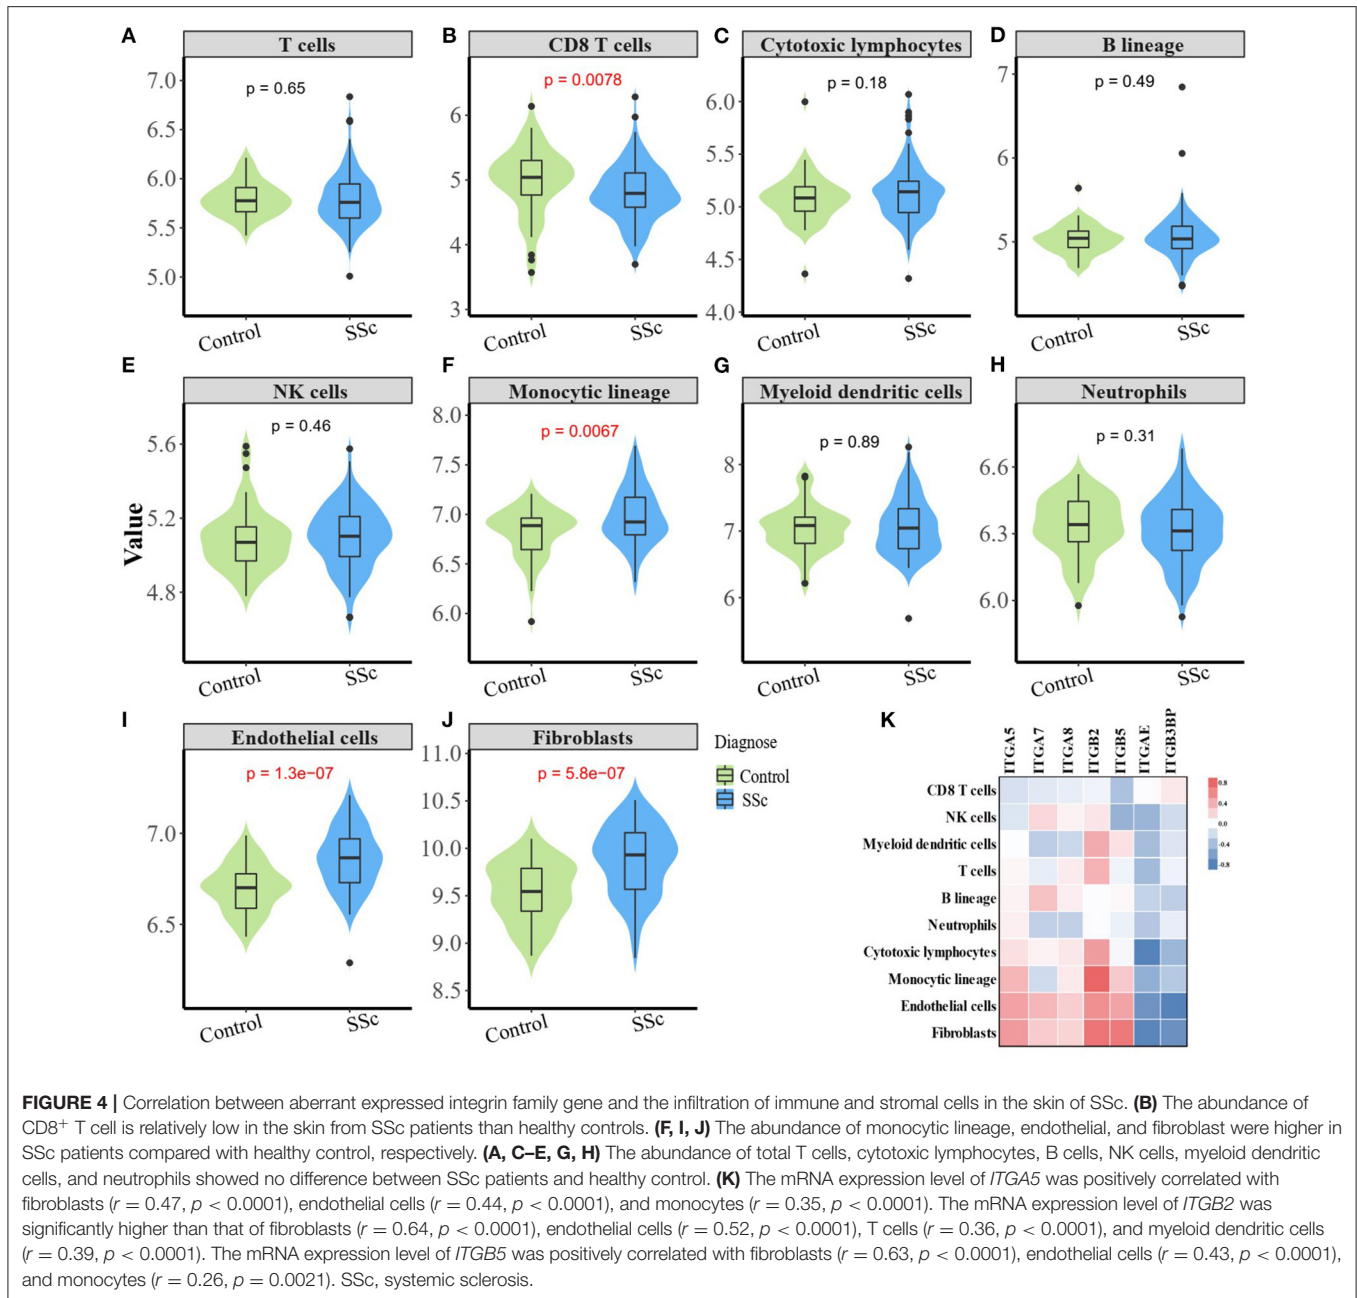 A
T cells
p = 0.65
7.0
6.5
6.0
5.5
5.0
Control
SSc
B
CD8 T cells
p = 0.0078
6
5
4
3
Control
SSc
C
Cytotoxic lymphocytes
p = 0.18
6.0
5.5
5.0
4.5
4.0
Control
SSc
D
B lineage
p = 0.49
7
6
5
Control
SSc
E
NK cells
p = 0.46
5.6
5.2
4.8
Value
Control
SSc
F
Monocytic lineage
p = 0.0067
8.0
7.5
7.0
6.5
6.0
Control
SSc
G
Myeloid dendritic cells
p = 0.89
8
7
6
Control
SSc
H
Neutrophils
p = 0.31
6.6
6.3
6.0
Control
SSc
I
Endothelial cells
p = 1.3e−07
7.0
6.5
Control
SSc
J
Fibroblasts
p = 5.8e−07
11.0
10.5
10.0
9.5
9.0
8.5
Control
SSc
Diagnose
Control
SSc
K
ITGA5
ITGA7
ITGA8
ITGB2
ITGB5
ITGAE
ITGB3BP
CD8 T cells
NK cells
Myeloid dendritic cells
T cells
B lineage
Neutrophils
Cytotoxic lymphocytes
Monocytic lineage
Endothelial cells
Fibroblasts
0.8
0.4
0.0
-0.4
-0.8
FIGURE 4 | Correlation between aberrant expressed integrin family gene and the infiltration of immune and stromal cells in the skin of SSc. (B) The abundance of
CD8+ T cell is relatively low in the skin from SSc patients than healthy controls. (F, I, J) The abundance of monocytic lineage, endothelial, and fibroblast were higher in
SSc patients compared with healthy control, respectively. (A, C–E, G, H) The abundance of total T cells, cytotoxic lymphocytes, B cells, NK cells, myeloid dendritic
cells, and neutrophils showed no difference between SSc patients and healthy control. (K) The mRNA expression level of ITGA5 was positively correlated with
fibroblasts (r = 0.47, p < 0.0001), endothelial cells (r = 0.44, p < 0.0001), and monocytes (r = 0.35, p < 0.0001). The mRNA expression level of ITGB2 was
significantly higher than that of fibroblasts (r = 0.64, p < 0.0001), endothelial cells (r = 0.52, p < 0.0001), T cells (r = 0.36, p < 0.0001), and myeloid dendritic cells
(r = 0.39, p < 0.0001). The mRNA expression level of ITGB5 was positively correlated with fibroblasts (r = 0.63, p < 0.0001), endothelial cells (r = 0.43, p < 0.0001),
and monocytes (r = 0.26, p = 0.0021). SSc, systemic sclerosis.